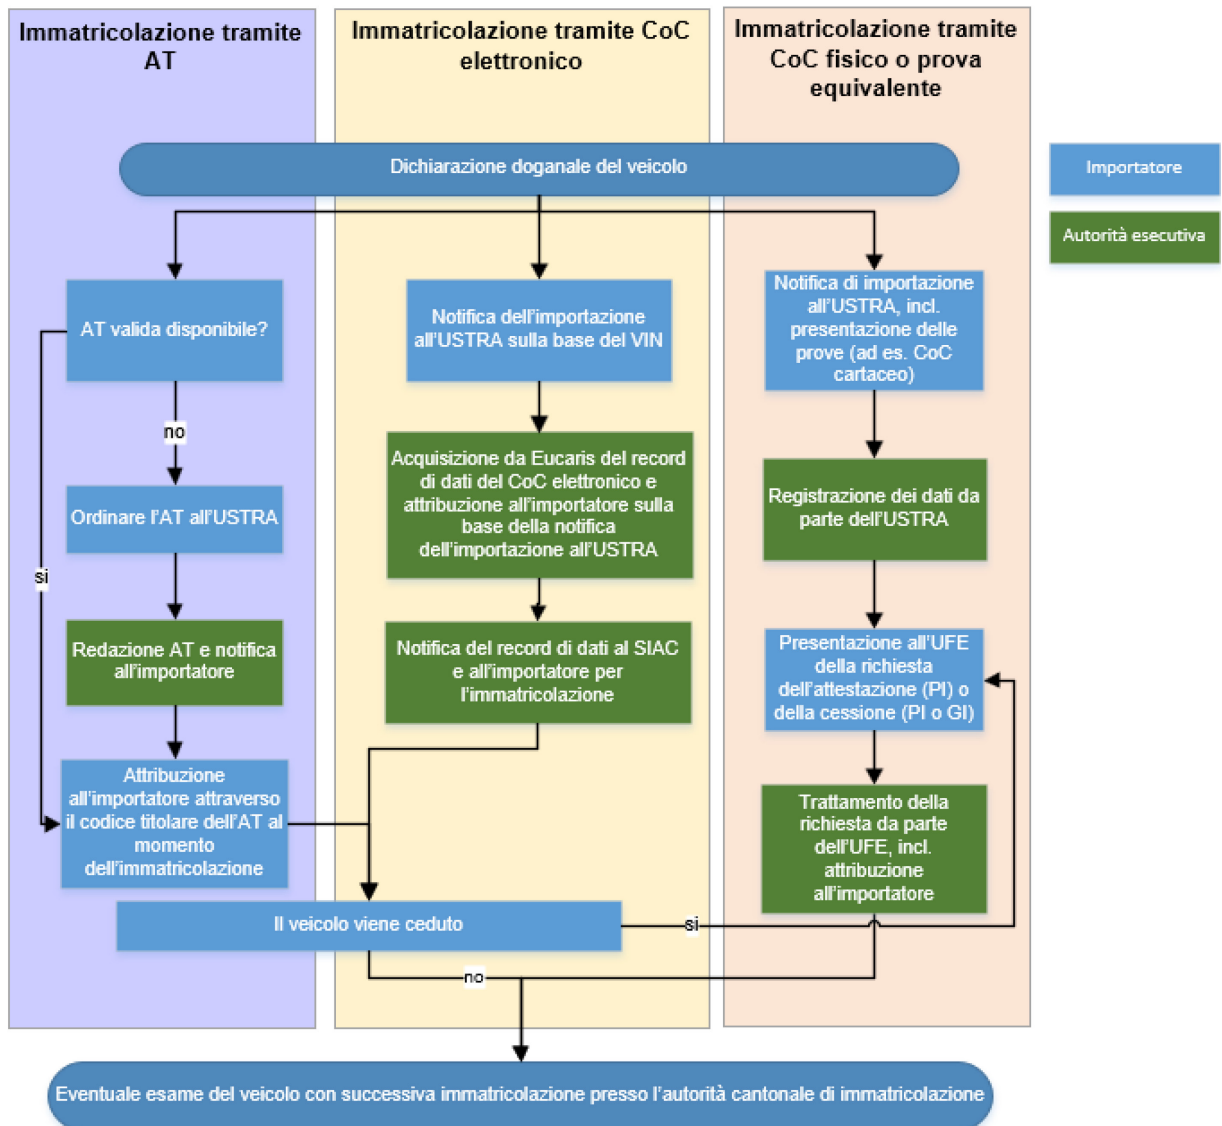 Immatricolazione tramite
AT
Immatricolazione tramite CoC
elettronico
Immatricolazione tramite
CoC fisico o prova
equivalente
Dichiarazione doganale del veicolo
Importatore
Autorità esecutiva
AT valida disponibile?
no
si
Ordinare l'AT all'USTRA
Redazione AT e notifica
all'importatore
Attribuzione
all'importatore attraverso
il codice titolare dell'AT al
momento
dell'immatricolazione
Notifica dell'importazione
all'USTRA sulla base del VIN
Acquisizione da Eucaris del record
di dati del CoC elettronico e
attribuzione all'importatore sulla
base della notifica
dell'importazione all'USTRA
Notifica del record di dati al SIAC
e all'importatore per
l'immatricolazione
Notifica di importazione
all'USTRA, incl.
presentazione delle
prove (ad es. CoC
cartaceo)
Registrazione dei dati da
parte dell'USTRA
Presentazione all'UFE
della richiesta
dell'attestazione (PI) o
della cessione (PI o GI)
Trattamento della
richiesta da parte
dell'UFE, incl.
attribuzione
all'importatore
Il veicolo viene ceduto
si
no
Eventuale esame del veicolo con successiva immatricolazione presso l'autorità cantonale di immatricolazione